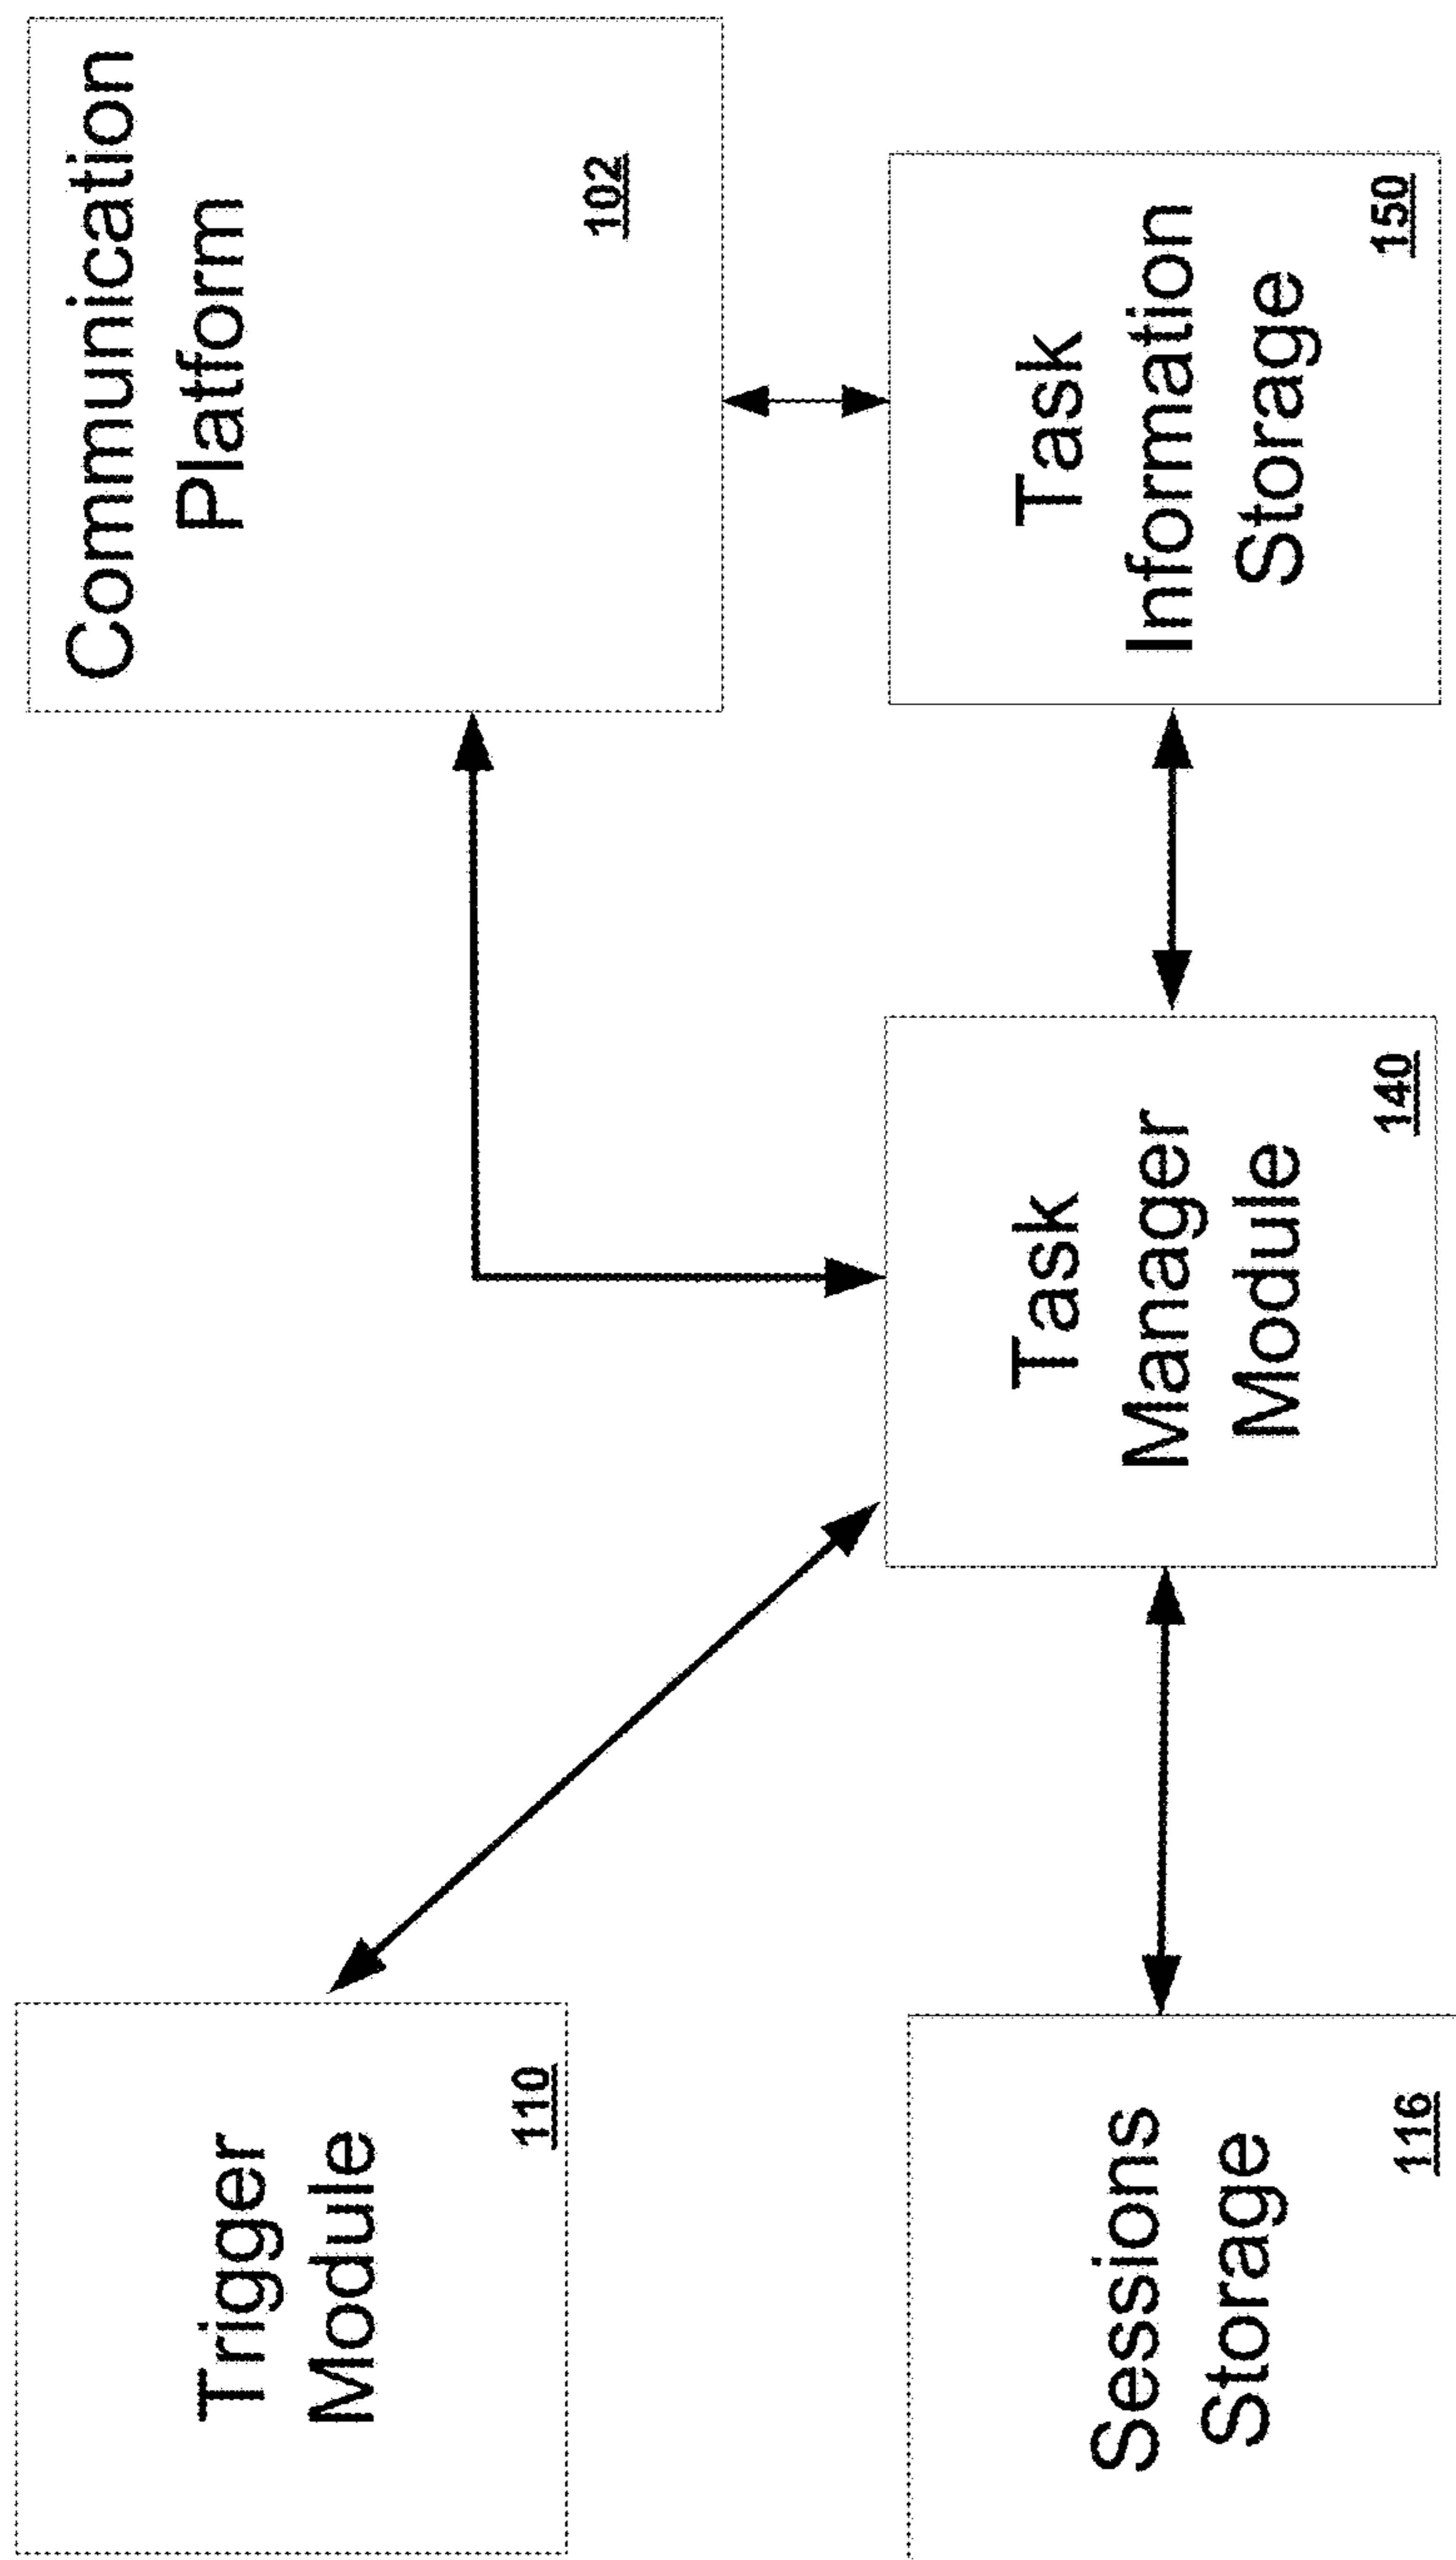 Trigger
Module
110
Communication
Platform
102
Sessions
Storage
116
Task
Manager
Module
140
Task
Information
Storage
150